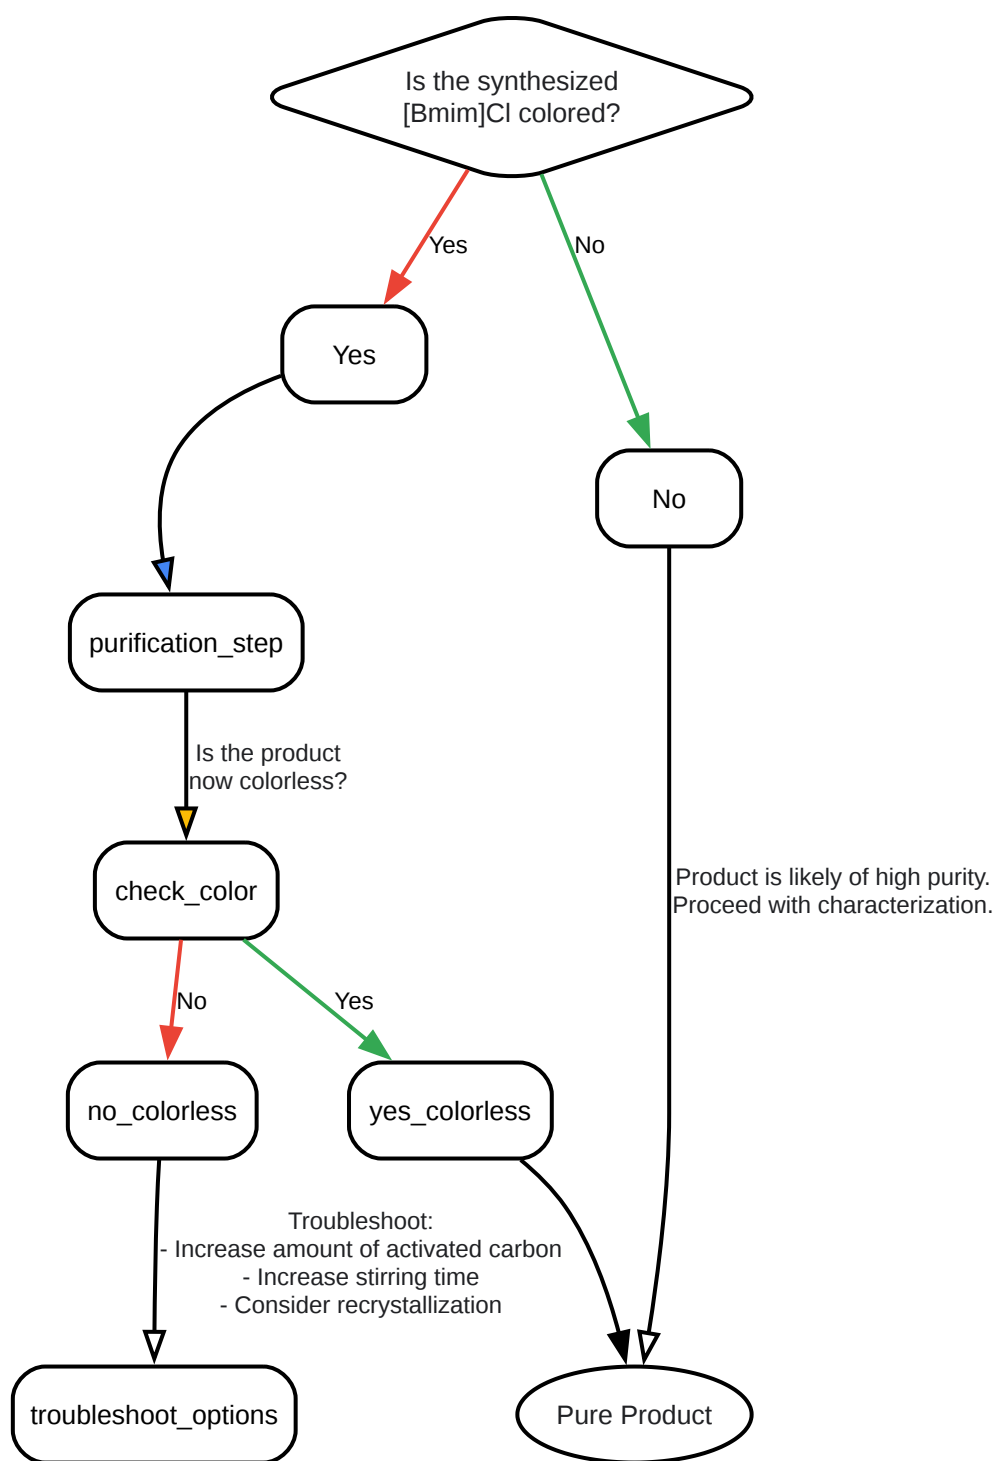 Is the synthesized
[Bmim]Cl colored?
Yes
No
Yes
No
purification_step
Is the product
now colorless?
check_color
Product is likely of high purity.
Proceed with characterization.
No
Yes
no_colorless
yes_colorless
Troubleshoot:
- Increase amount of activated carbon
- Increase stirring time
- Consider recrystallization
troubleshoot_options
Pure Product